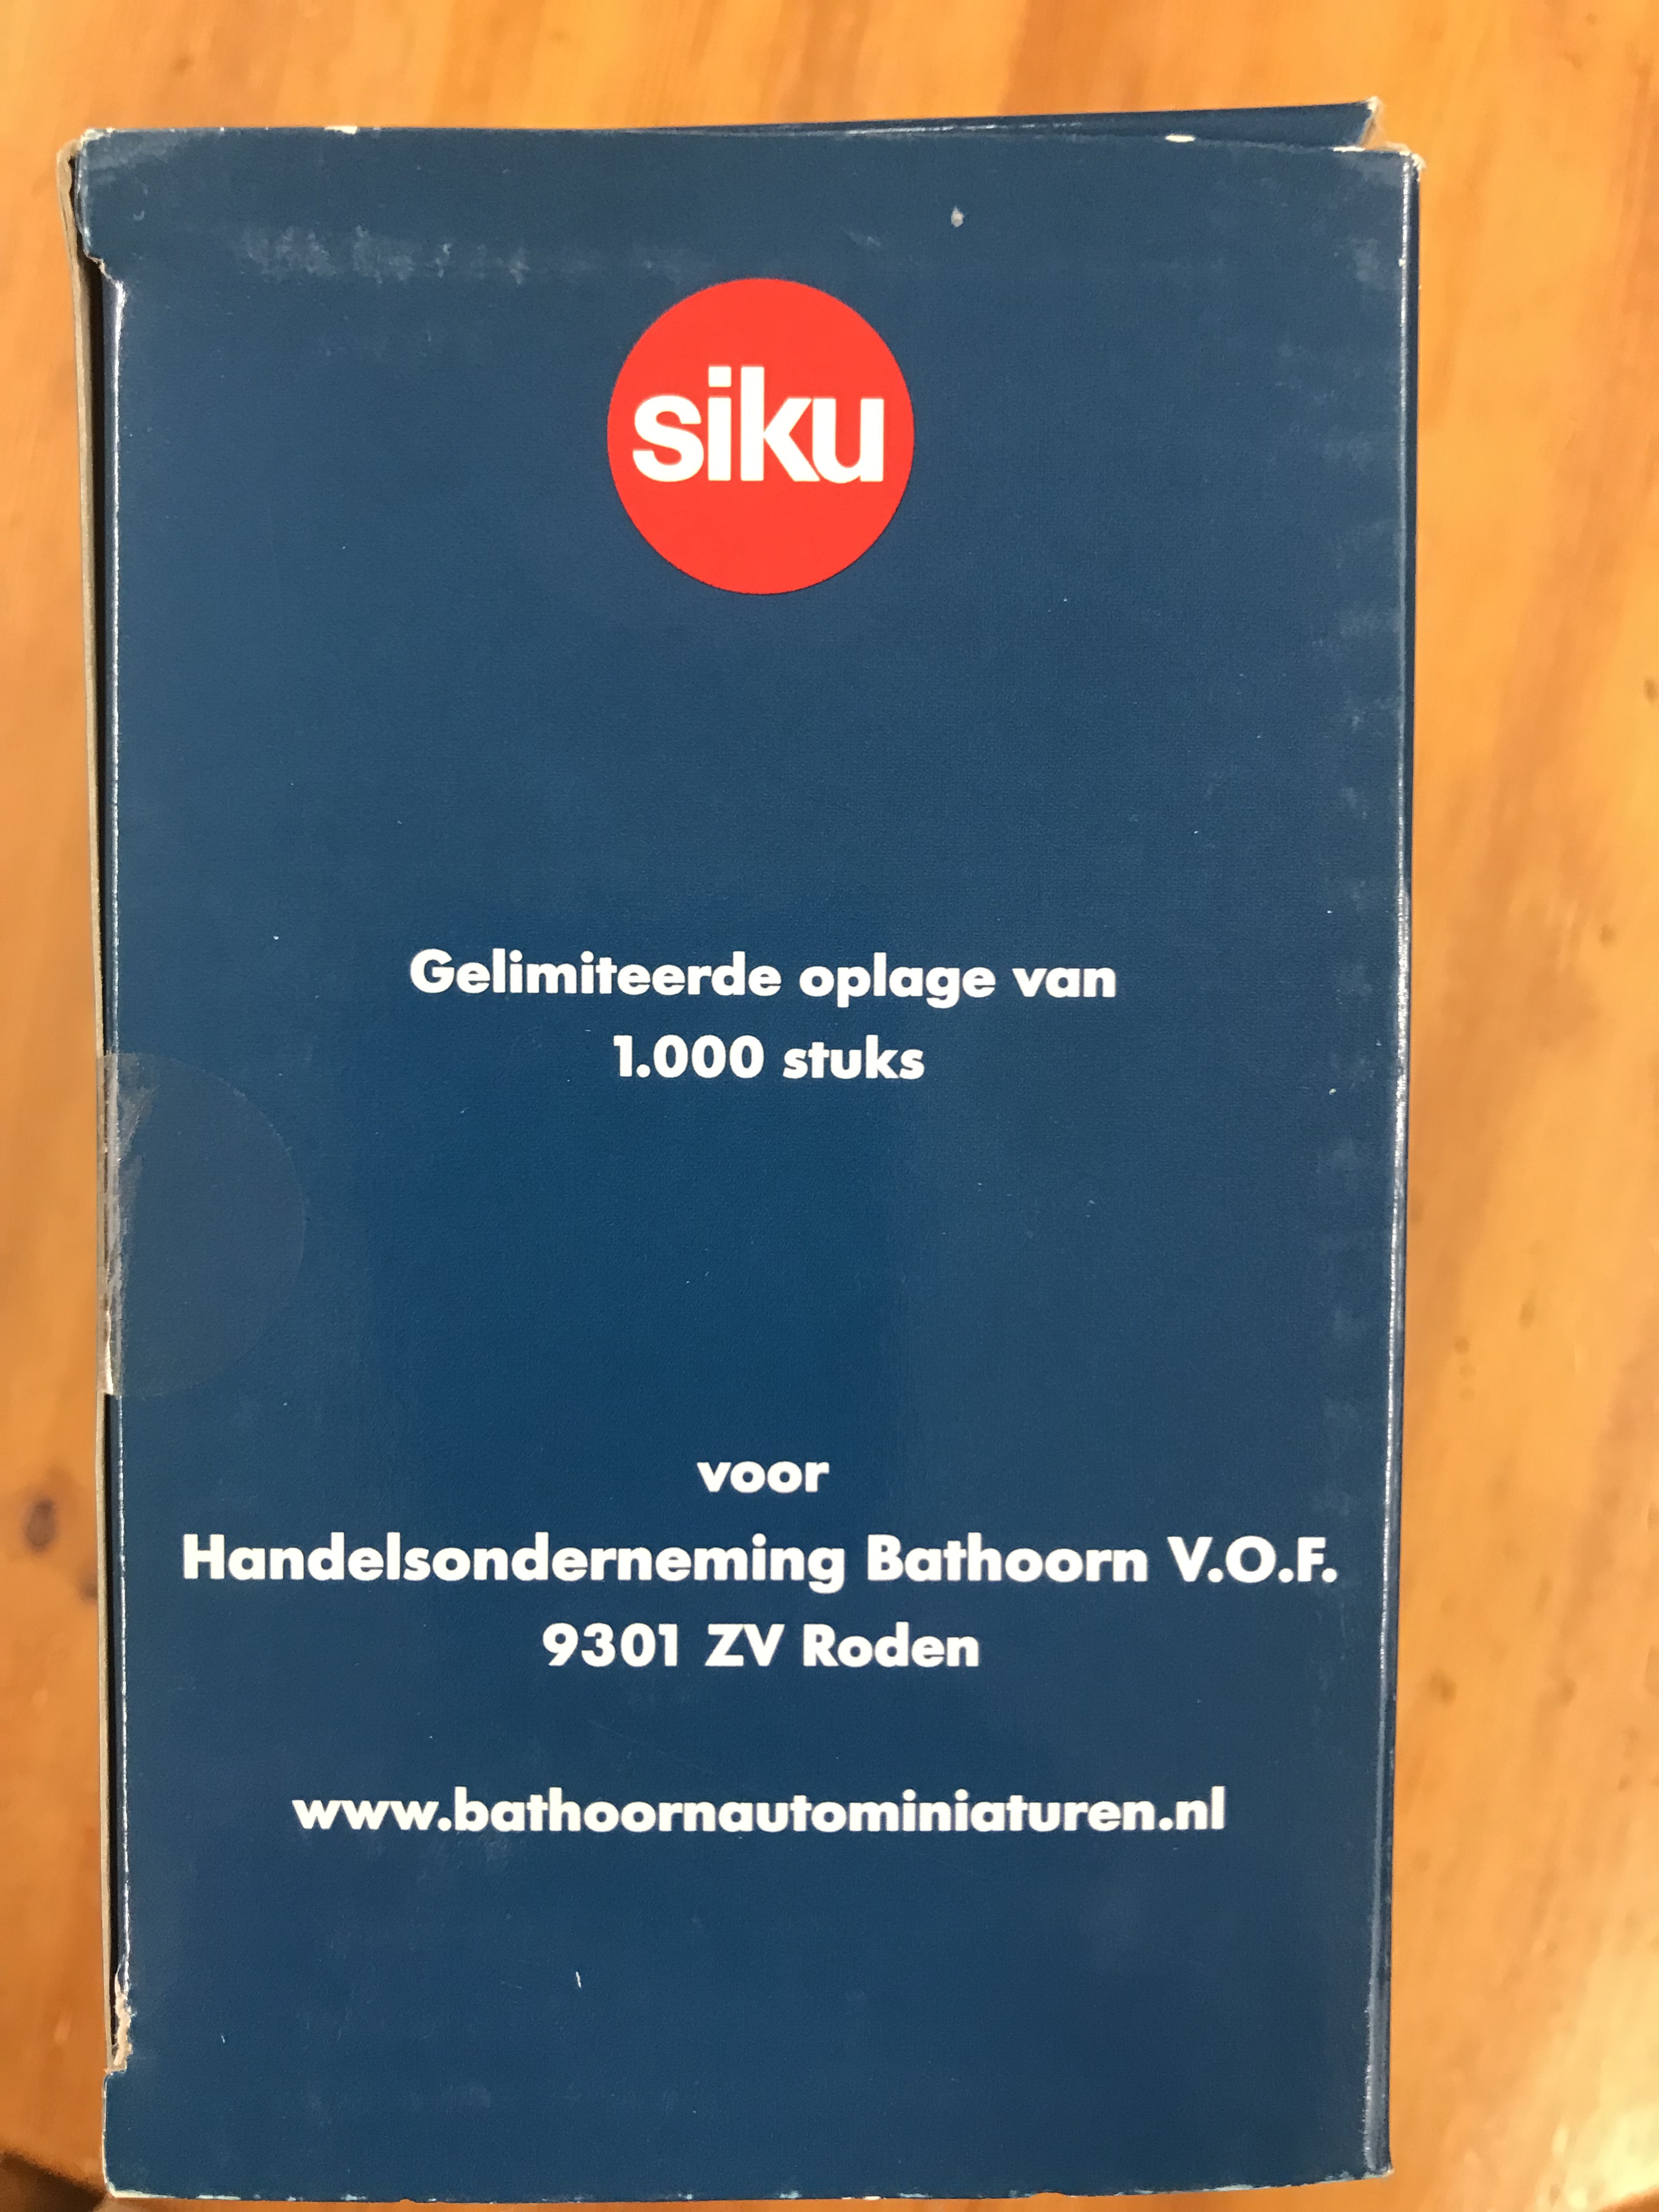 siku
Gelimiteerde oplage van
1.000 stuks
voor
Handelsonderneming Bathoorn V.O.F.
9301 ZV Roden
www.bathoornautominiaturen.nl